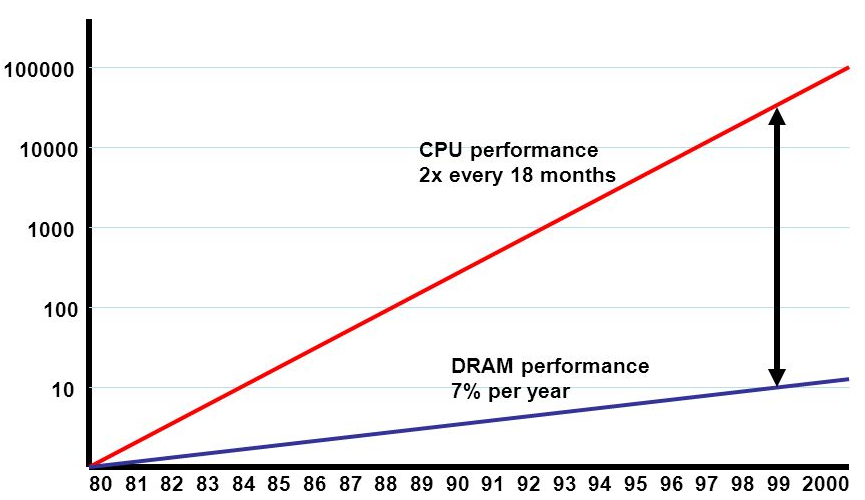 100000
10000
1000
100
10
CPU performance
2x every 18 months
DRAM performance
7% per year
80 81 82 83 84 85 86 87 88 89 90 91 92 93 94 95 96 97 98 99 2000